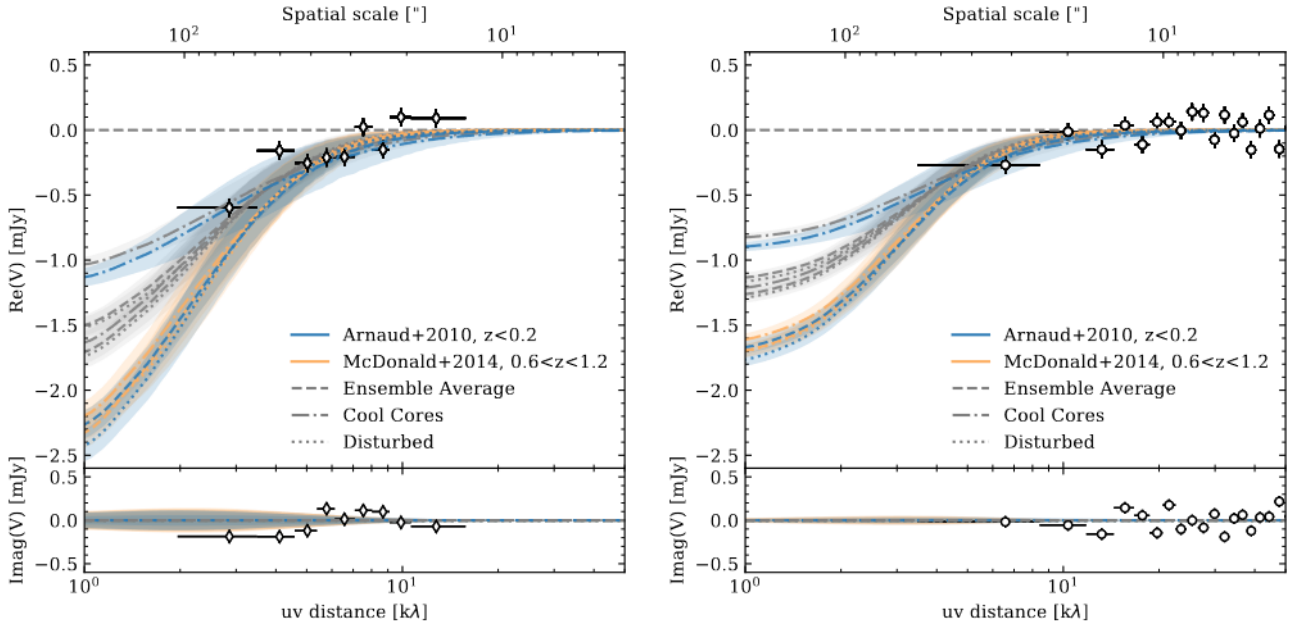 Spatial scale ["]
10² 10¹
0.5
0.0
−0.5
−1.0
−1.5
−2.0
−2.5
Re(V) [mJy]
Arnaud+2010, z<0.2
McDonald+2014, 0.6<z<1.2
Ensemble Average
Cool Cores
Disturbed
0.5
0.0
−0.5
Imag(V) [mJy]
10⁰ 10¹
uv distance [kλ]
Spatial scale ["]
10² 10¹
0.5
0.0
−0.5
−1.0
−1.5
−2.0
−2.5
Re(V) [mJy]
Arnaud+2010, z<0.2
McDonald+2014, 0.6<z<1.2
Ensemble Average
Cool Cores
Disturbed
0.5
0.0
−0.5
Imag(V) [mJy]
10⁰ 10¹
uv distance [kλ]